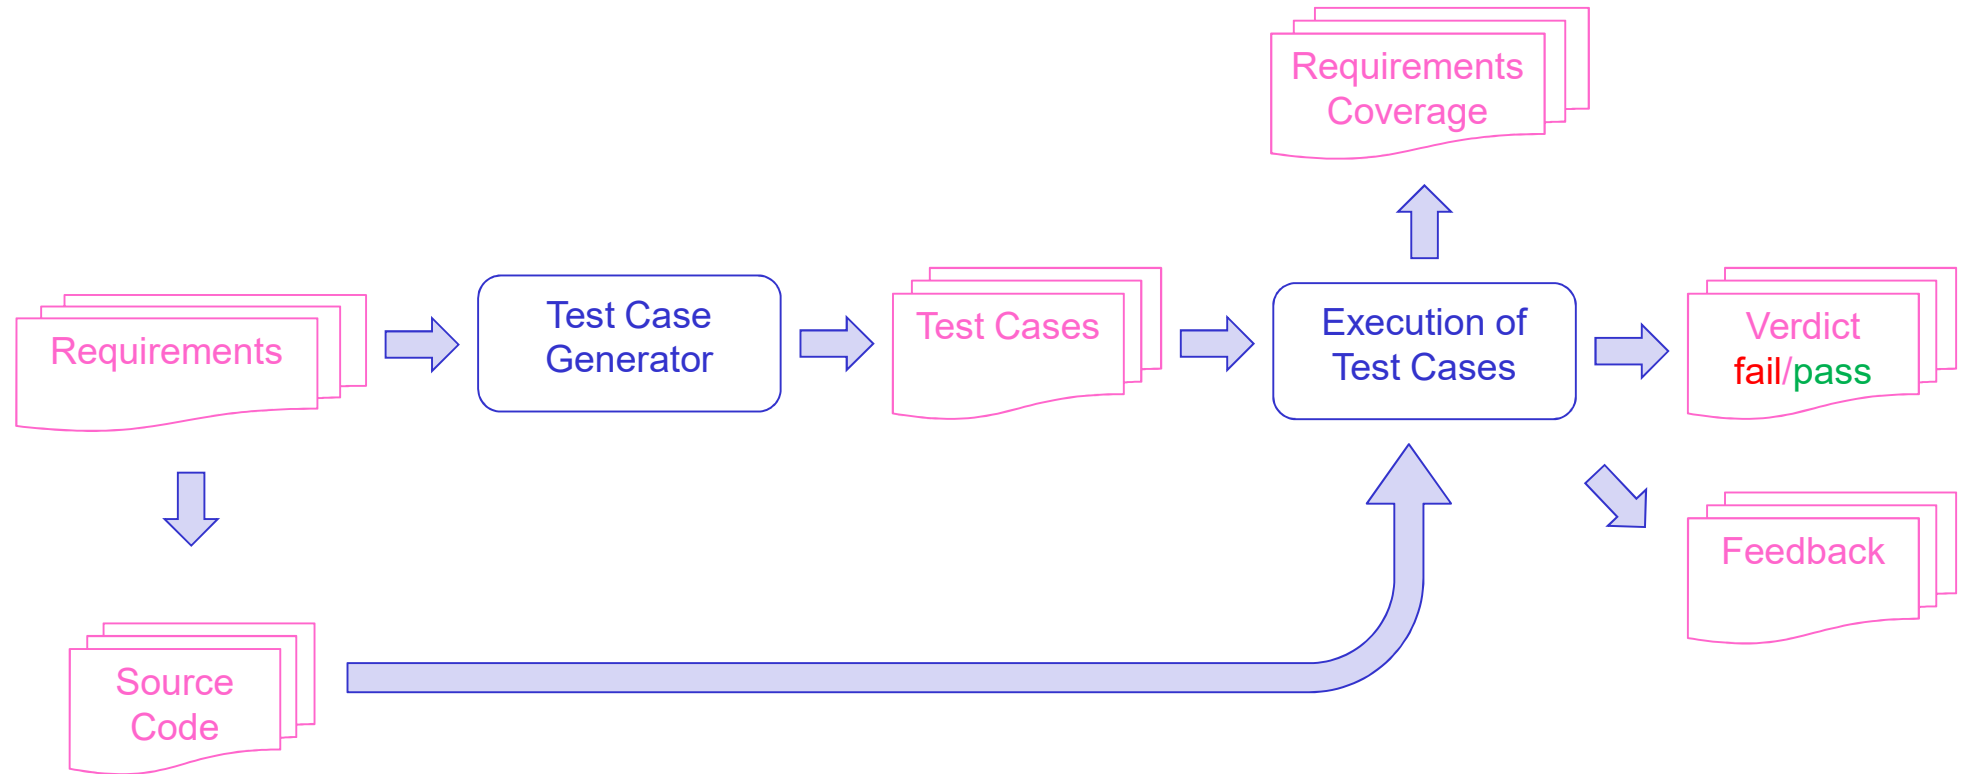 Requirements
Coverage
Requirements
Test Case
Generator
Test Cases
Execution of
Test Cases
Verdict
fail/pass
Feedback
Source
Code